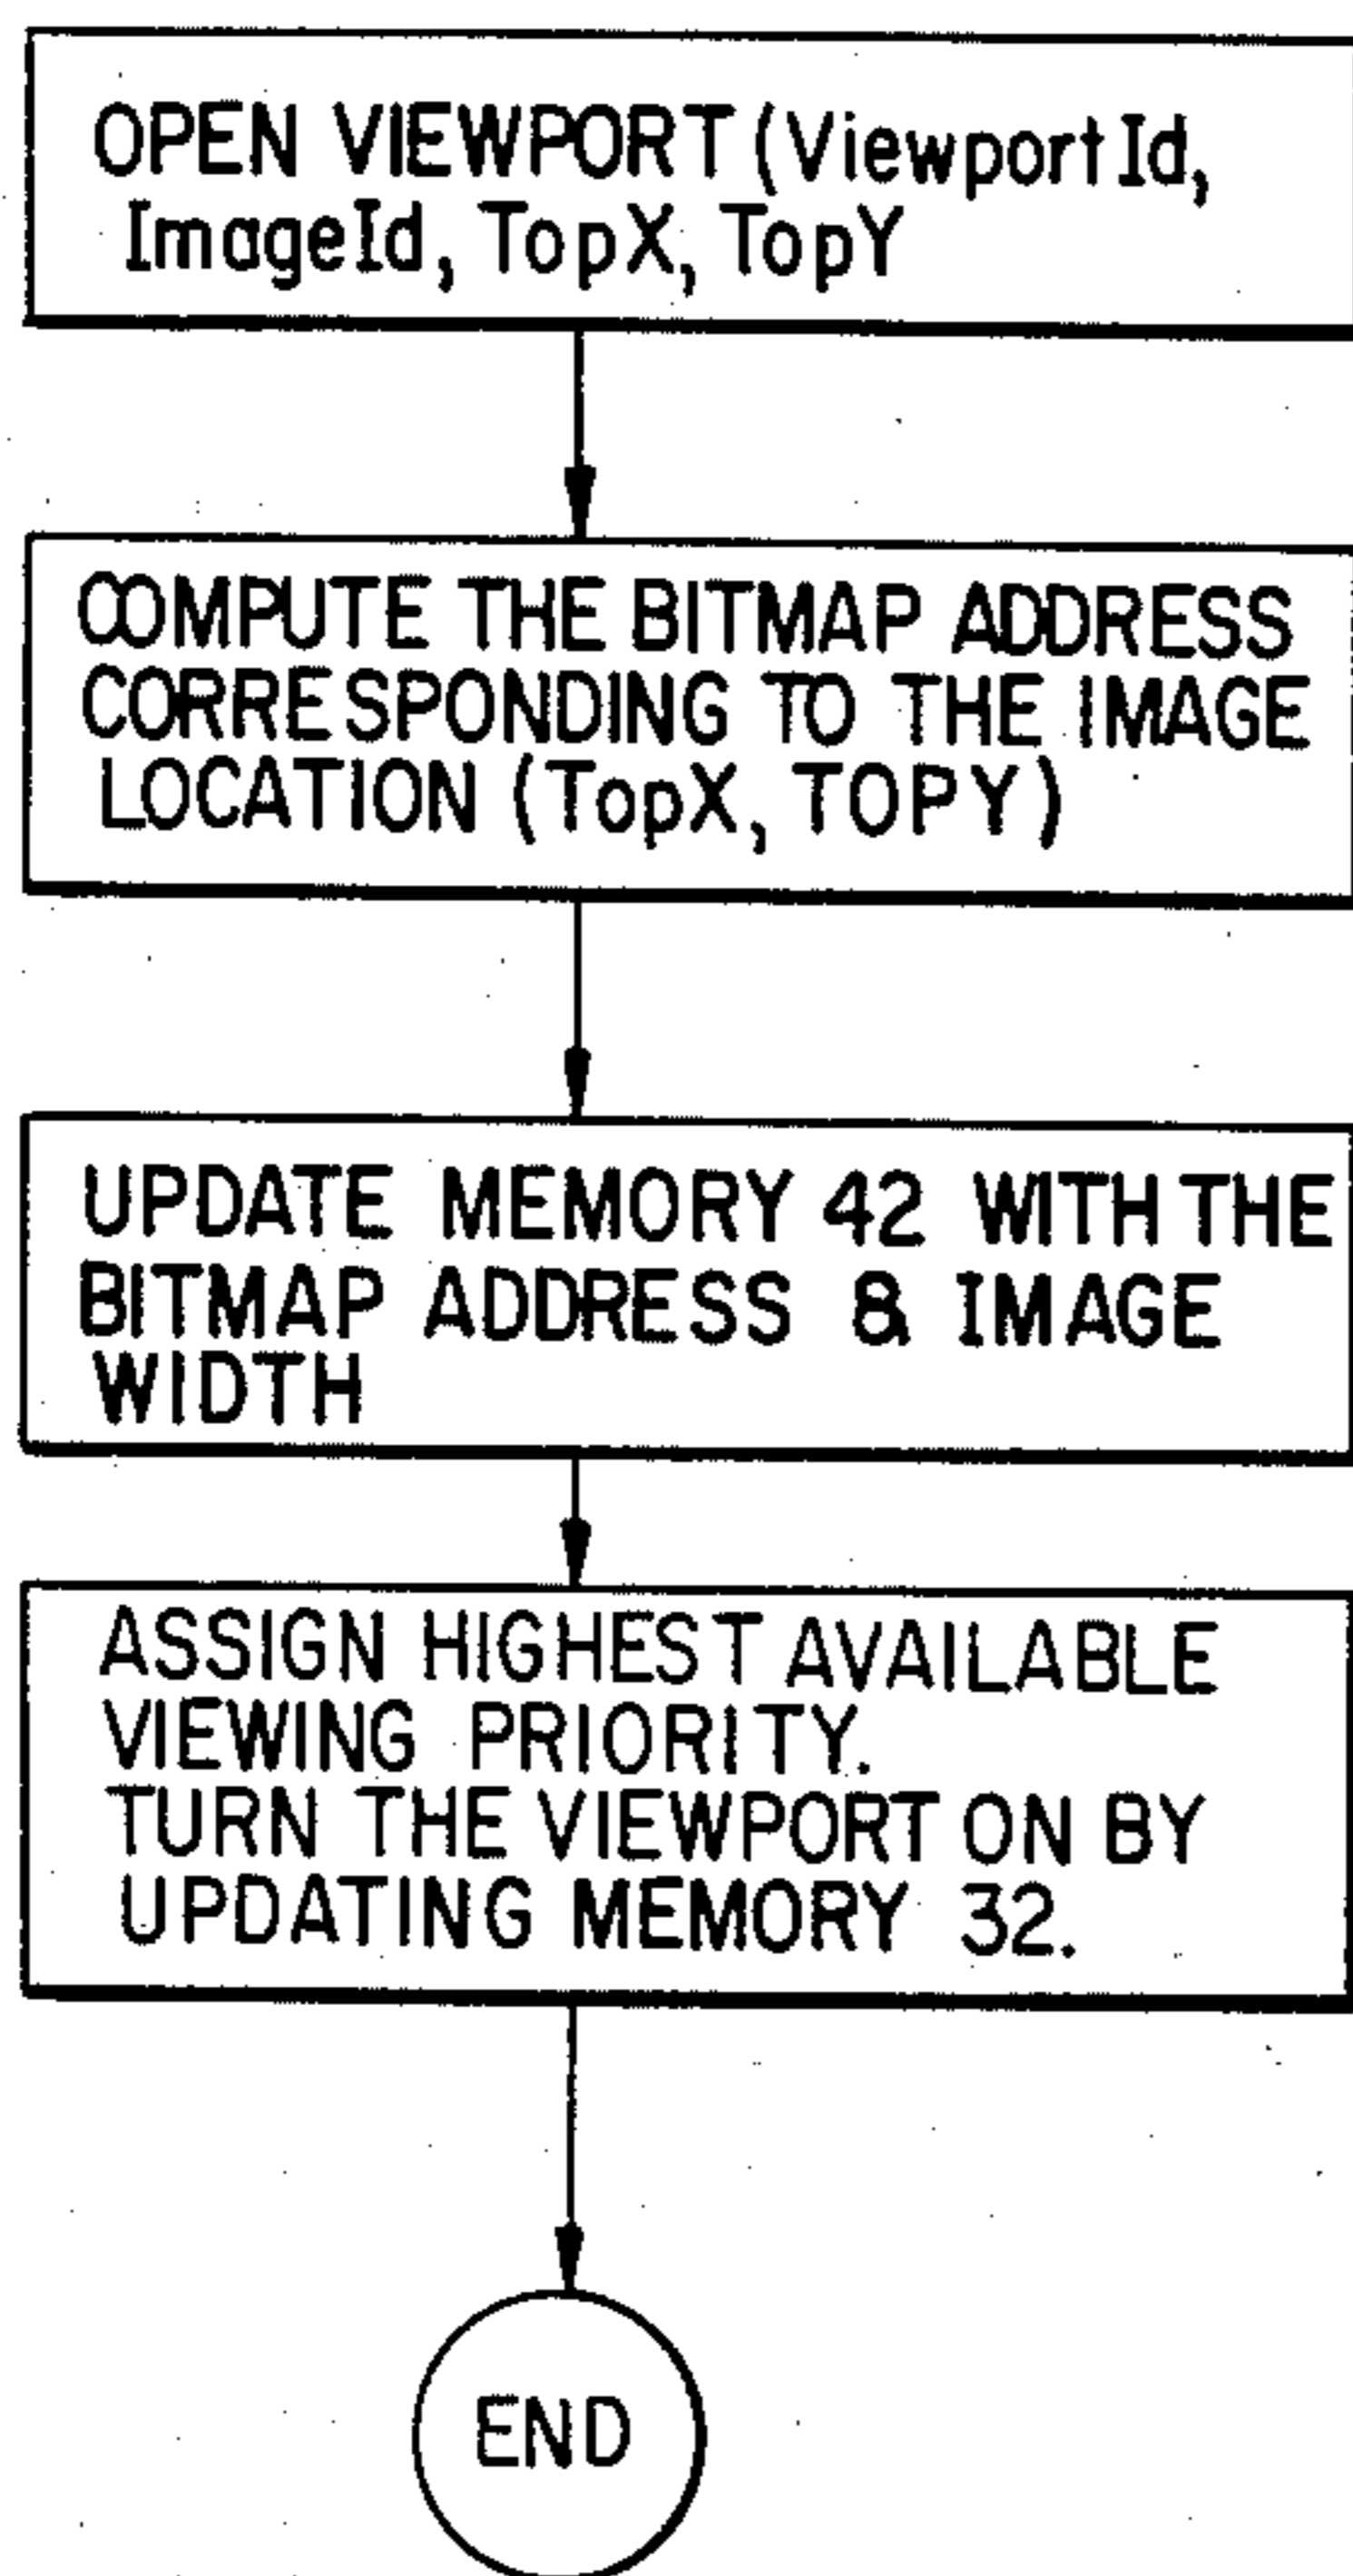 OPEN VIEWPORT (ViewportId,
ImageId, TopX, TopY
COMPUTE THE BITMAP ADDRESS
CORRESPONDING TO THE IMAGE
LOCATION (TopX, TOPY)
UPDATE MEMORY 42 WITH THE
BITMAP ADDRESS & IMAGE
WIDTH
ASSIGN HIGHEST AVAILABLE
VIEWING PRIORITY.
TURN THE VIEWPORT ON BY
UPDATING MEMORY 32.
END